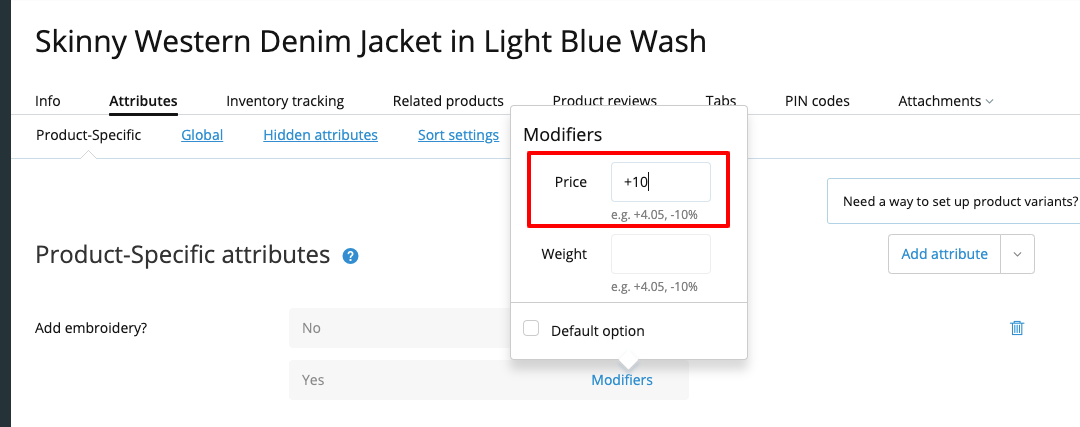 Skinny Western Denim Jacket in Light Blue Wash
Info Attributes Inventory tracking Related products Product reviews Tabs PIN codes Attachments
Product-Specific Global Hidden attributes Sort settings
Modifiers
Price +10
e.g. +4.05, -10%
Need a way to set up product variants?
Product-Specific attributes ?
Weight
Add attribute
e.g. +4.05, -10%
Add embroidery? No
Default option
Yes Modifiers